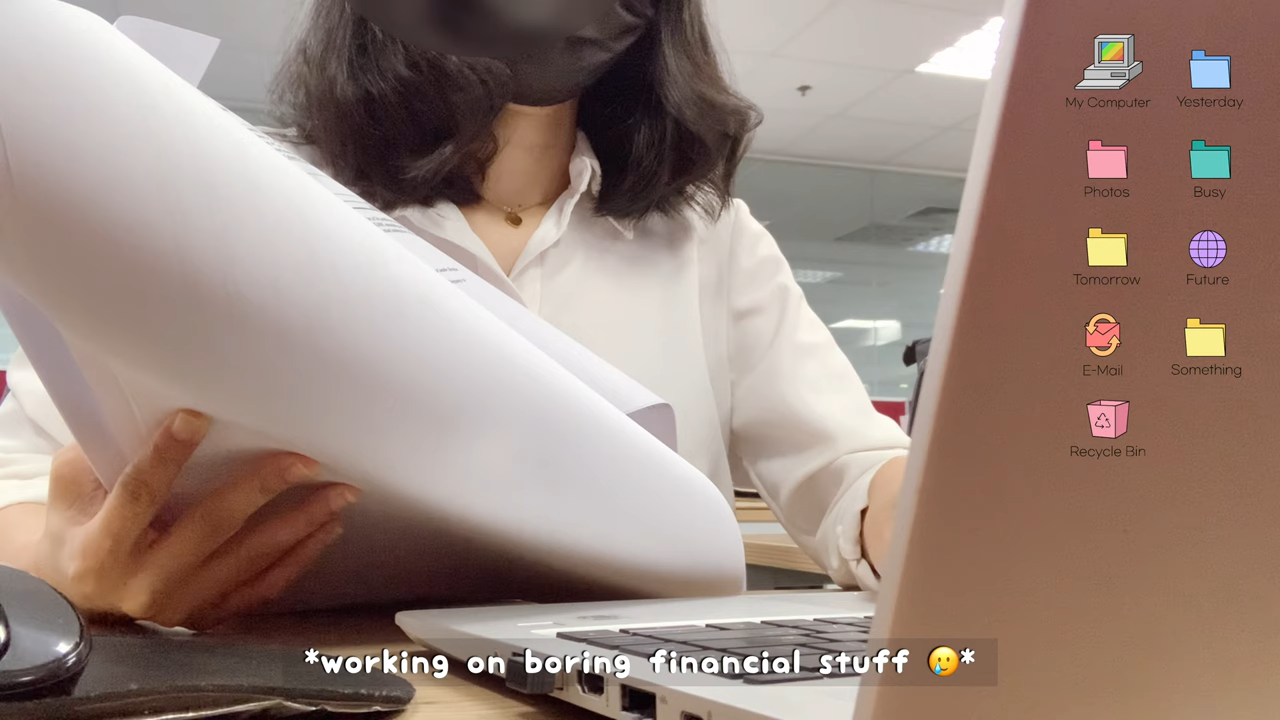 My Computer
Yesterday
Photos
Busy
Tomorrow
Future
E-Mail
Something
Recycle Bin
*working on boring financial stuff 🥲*